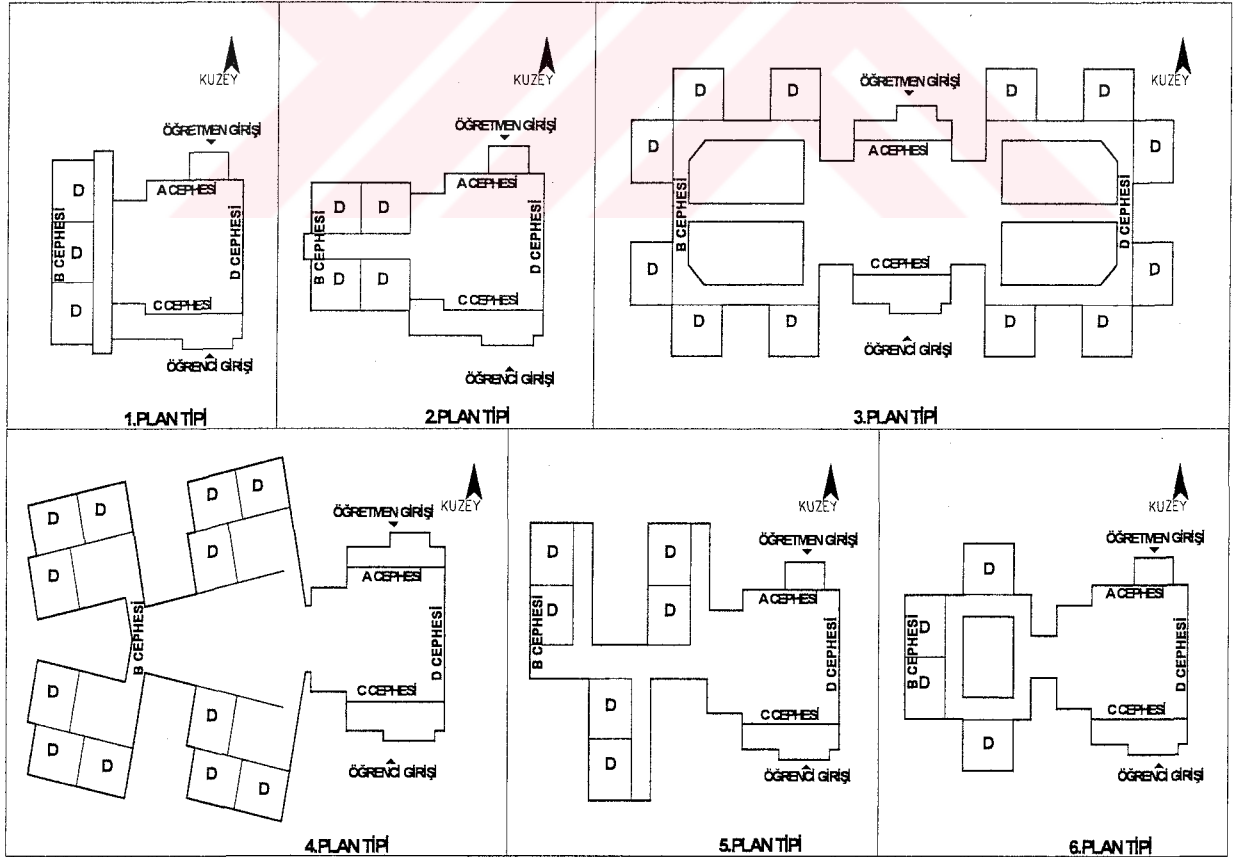 KUZEY
ÖĞRETMEN GİRİŞİ
A CEPHESİ
B CEPHESİ
D
D
D
D CEPHESİ
C CEPHESİ
ÖĞRENCİ GİRİŞİ
1.PLAN TİPİ
KUZEY
ÖĞRETMEN GİRİŞİ
A CEPHESİ
B CEPHESİ
D D
D D
D CEPHESİ
C CEPHESİ
ÖĞRENCİ GİRİŞİ
2.PLAN TİPİ
KUZEY
ÖĞRETMEN GİRİŞİ
D D D D
D D
A CEPHESİ
B CEPHESİ
D CEPHESİ
C CEPHESİ
D D
D D D D
ÖĞRENCİ GİRİŞİ
3.PLAN TİPİ
KUZEY
ÖĞRETMEN GİRİŞİ
D D D D
D D
A CEPHESİ
B CEPHESİ
D CEPHESİ
C CEPHESİ
D D
D D D D
ÖĞRENCİ GİRİŞİ
4.PLAN TİPİ
KUZEY
ÖĞRETMEN GİRİŞİ
D D
D D
A CEPHESİ
B CEPHESİ
D CEPHESİ
C CEPHESİ
D
D
ÖĞRENCİ GİRİŞİ
5.PLAN TİPİ
KUZEY
ÖĞRETMEN GİRİŞİ
D
A CEPHESİ
B CEPHESİ
D
D
D CEPHESİ
C CEPHESİ
D
ÖĞRENCİ GİRİŞİ
6.PLAN TİPİ